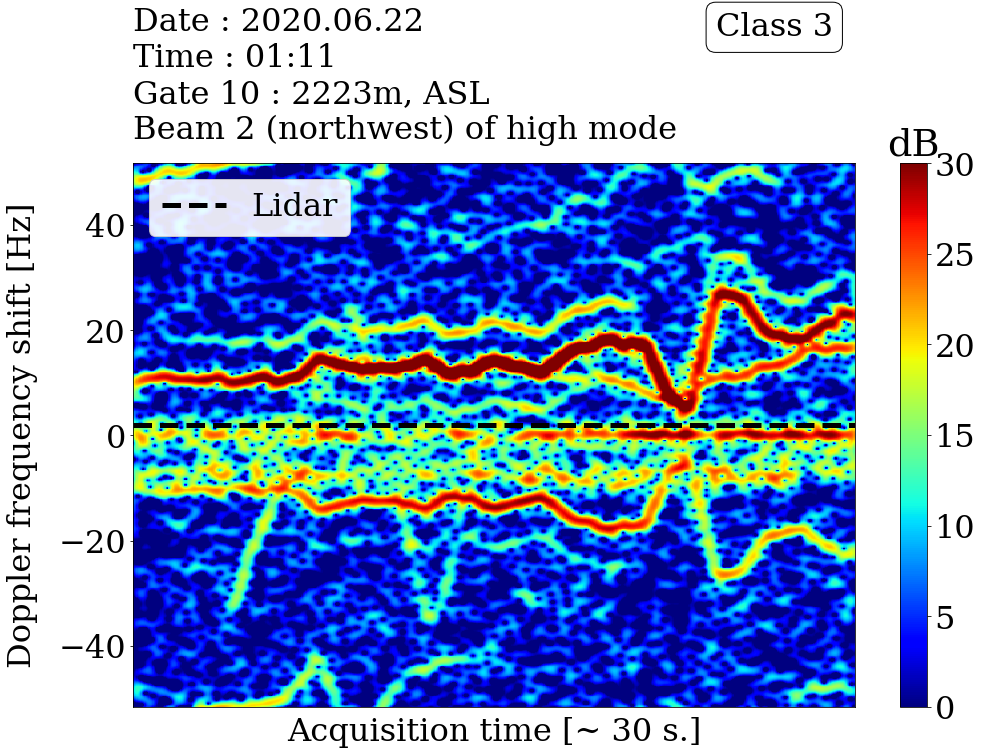 Date : 2020.06.22
Time : 01:11
Gate 10 : 2223m, ASL
Beam 2 (northwest) of high mode
Class 3
dB
30
25
20
15
10
5
0
Lidar
40
20
0
−20
−40
Doppler frequency shift [Hz]
Acquisition time [~ 30 s.]